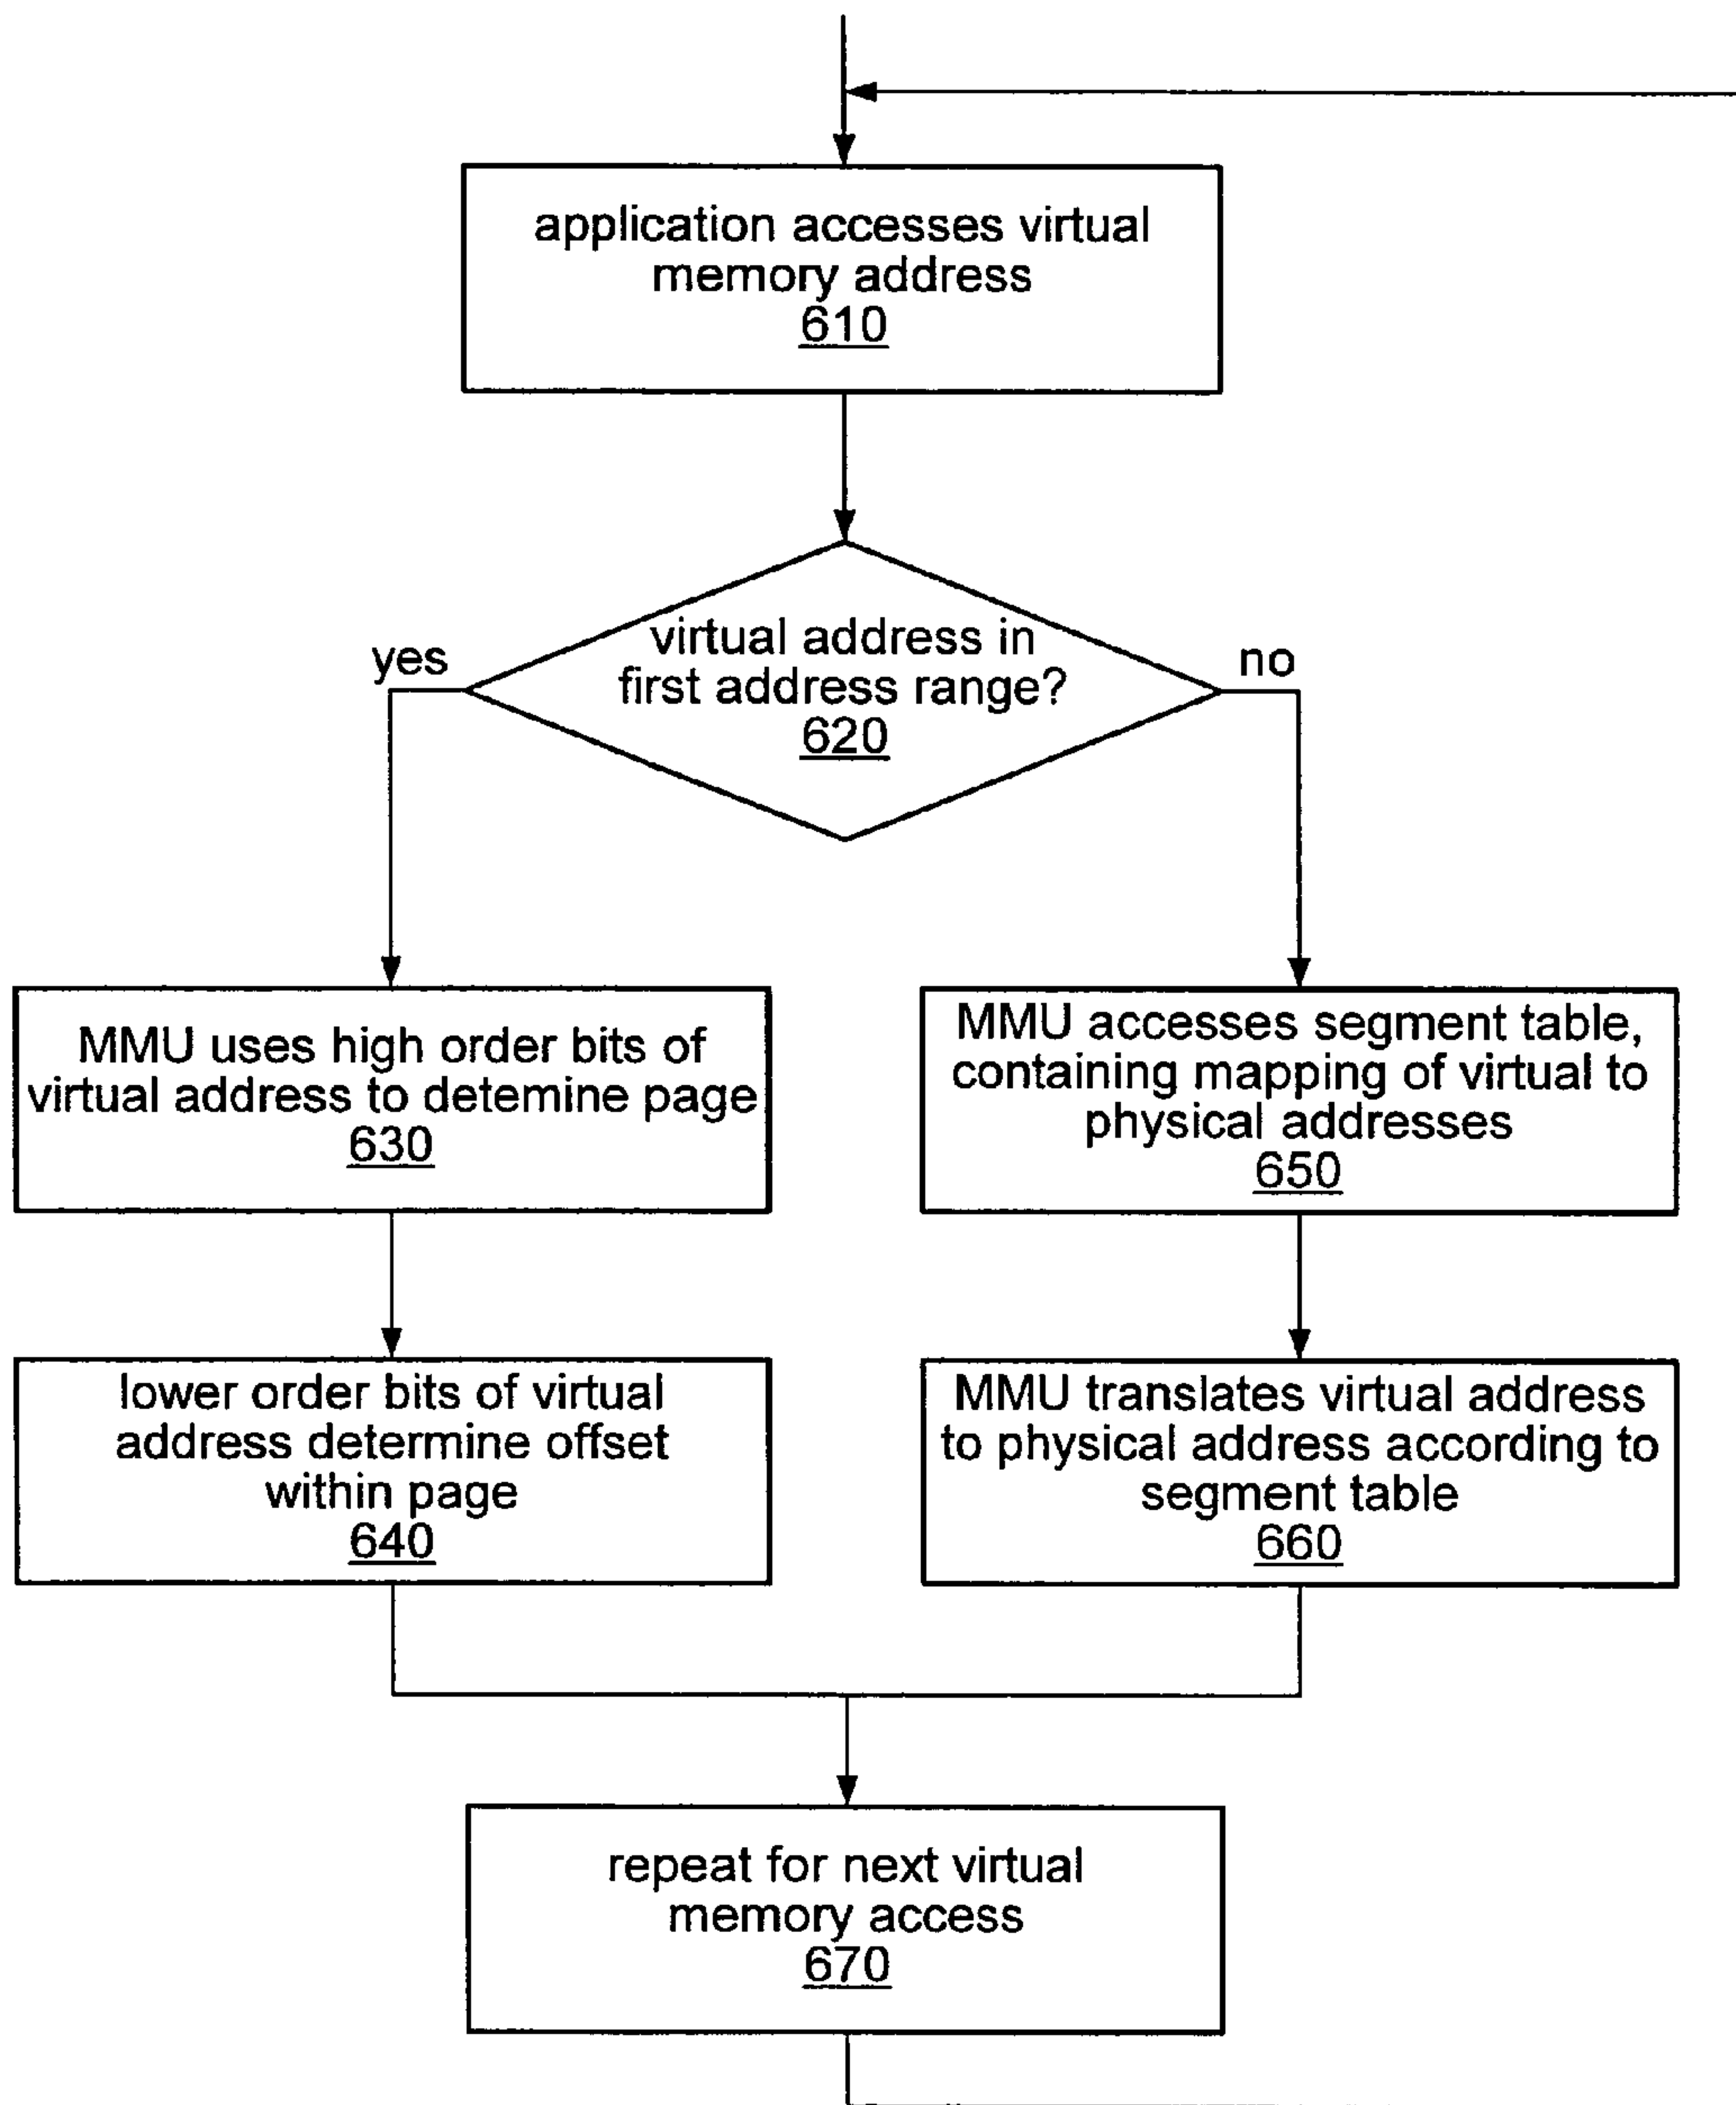 application accesses virtual
memory address
610
virtual address in
first address range?
620
yes
no
MMU uses high order bits of
virtual address to detemine page
630
MMU accesses segment table,
containing mapping of virtual to
physical addresses
650
lower order bits of virtual
address determine offset
within page
640
MMU translates virtual address
to physical address according to
segment table
660
repeat for next virtual
memory access
670